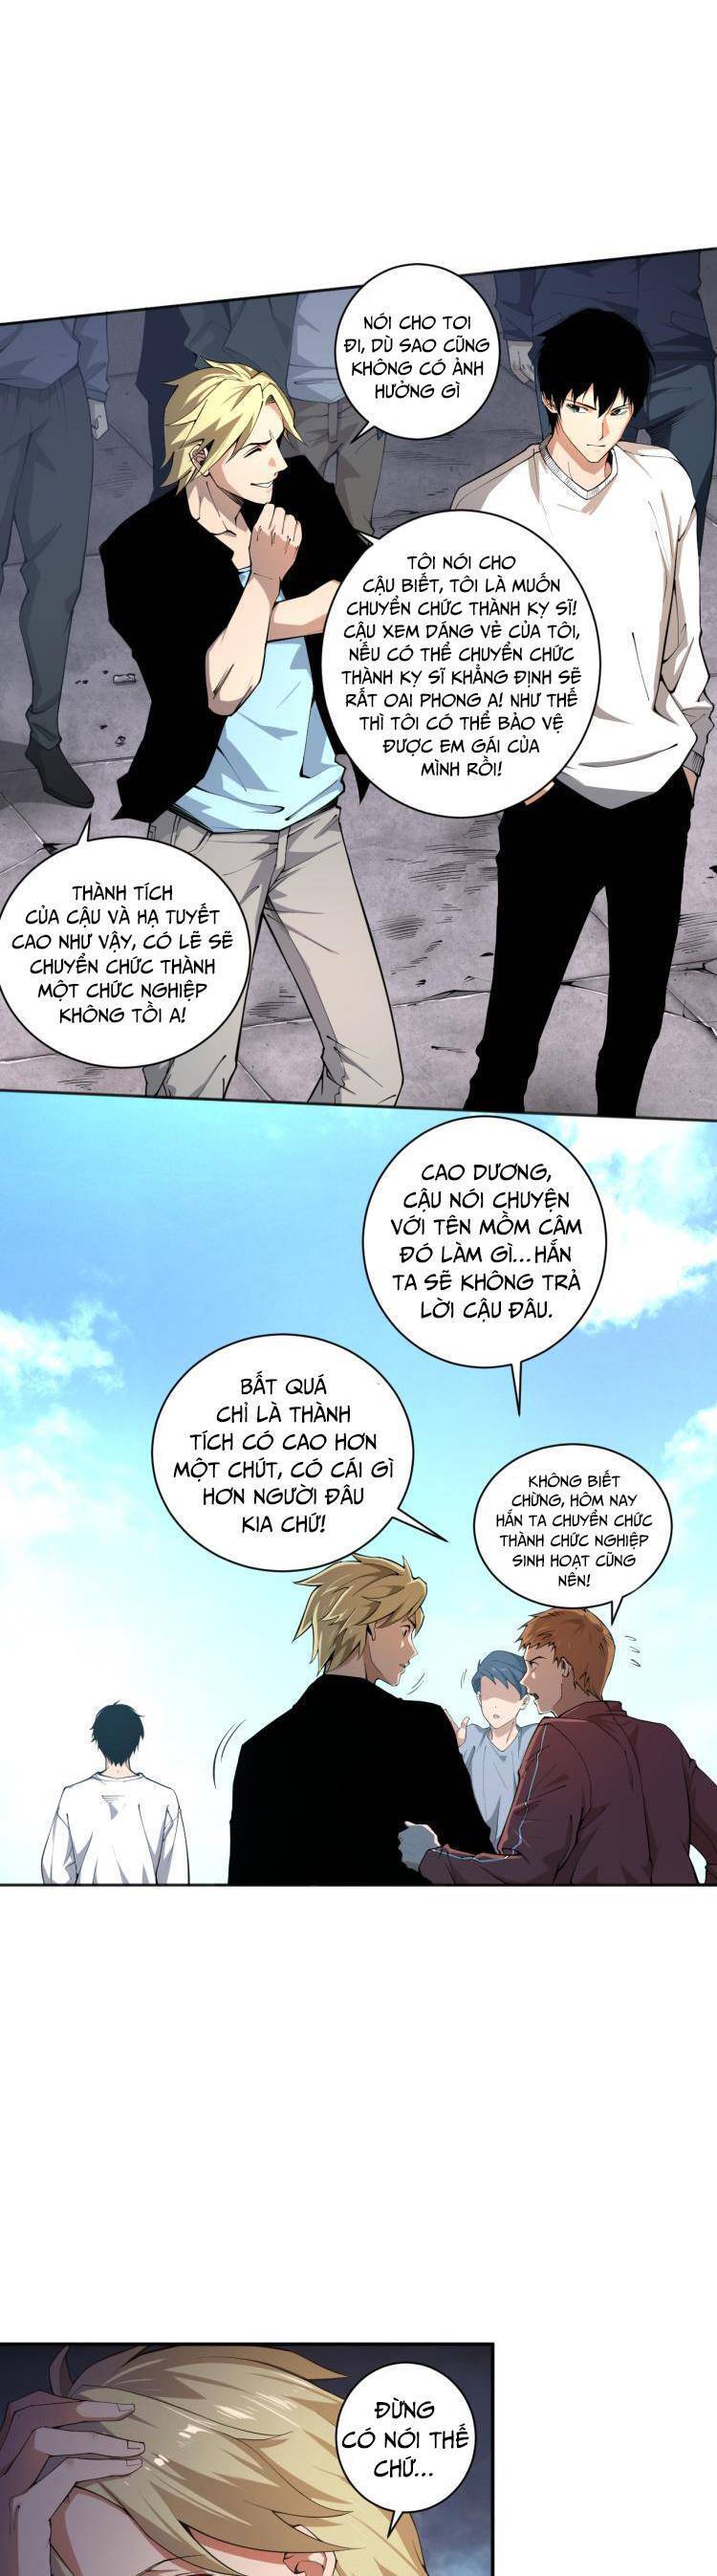 NÓI CHO TOI
ĐI, DÙ SAO CŨNG
KHÔNG CÓ ẢNH
HƯỞNG GÌ
TÔI NÓI CHO
CẬU BIẾT, TÔI LÀ MUỐN
CHUYỂN CHỨC THÀNH KỴ SĨ!
CẬU XEM DÁNG VẺ CỦA TÔI,
NẾU CÓ THỂ CHUYỂN CHỨC
THÀNH KỴ SĨ KHẲNG ĐỊNH SẼ
RẤT OAI PHONG A! NHƯ THẾ
THÌ TÔI CÓ THỂ BẢO VỆ
ĐƯỢC EM GÁI CỦA
MÌNH RỒI!
THÀNH TÍCH
CỦA CẬU VÀ HẠ TUYẾT
CAO NHƯ VẬY, CÓ LẼ SẼ
CHUYỂN CHỨC THÀNH
MỘT CHỨC NGHIỆP
KHÔNG TỒI A!
CAO DƯƠNG,
CẬU NÓI CHUYỆN
VỚI TÊN MỒM CÂM
ĐÓ LÀM GÌ...HẮN
TA SẼ KHÔNG TRẢ
LỜI CẬU ĐÂU.
BẤT QUÁ
CHỈ LÀ THÀNH
TÍCH CÓ CAO HƠN
MỘT CHÚT, CÓ CÁI GÌ
HƠN NGƯỜI ĐÂU
KIA CHỨ!
KHÔNG BIẾT
CHỪNG, HÔM NAY
HẮN TA CHUYỂN CHỨC
THÀNH CHỨC NGHIỆP
SINH HOẠT CŨNG
NÊN!
ĐỪNG
CÓ NÓI THẾ
CHỨ...